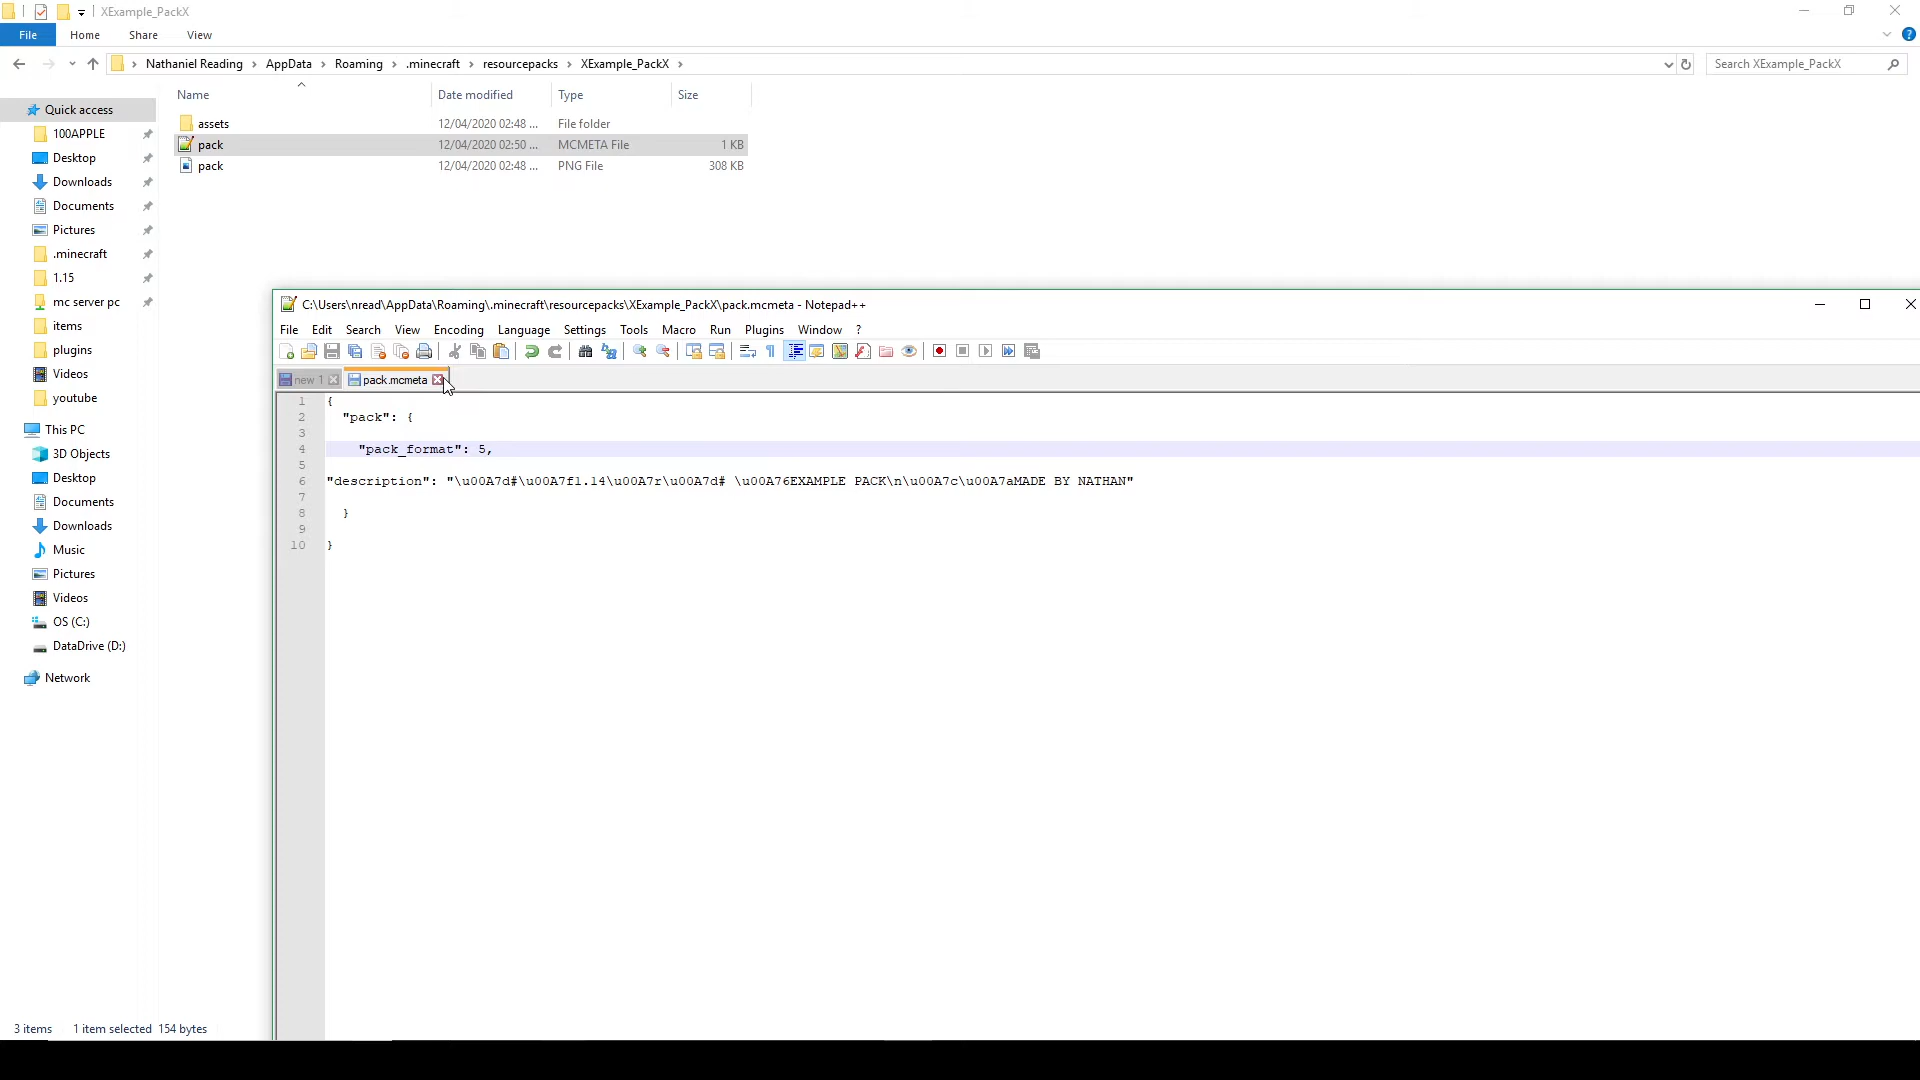 XExample_PackX
File Home Share View
Nathaniel Reading > AppData > Roaming > .minecraft > resourcepacks > XExample_PackX >
Search XExample_PackX
Name Date modified Type Size
assets 12/04/2020 02:48 ... File folder
pack 12/04/2020 02:50 ... MCMETA File 1 KB
pack 12/04/2020 02:48 ... PNG File 308 KB
Quick access
100APPLE
Desktop
Downloads
Documents
Pictures
.minecraft
1.15
mc server pc
items
plugins
Videos
youtube
This PC
3D Objects
Desktop
Documents
Downloads
Music
Pictures
Videos
OS (C:)
DataDrive (D:)
Network
3 items 1 item selected 154 bytes
C:\Users\nread\AppData\Roaming\.minecraft\resourcepacks\XExample_PackX\pack.mcmeta - Notepad++
File Edit Search View Encoding Language Settings Tools Macro Run Plugins Window ?
new 1 pack.mcmeta
1 {
2 "pack": {
3
4 "pack_format": 5,
5
6 "description": "\u00A7d#\u00A7f1.14\u00A7r\u00A7d# \u00A76EXAMPLE PACK\n\u00A7c\u00A7aMADE BY NATHAN"
7
8 }
9
10 }